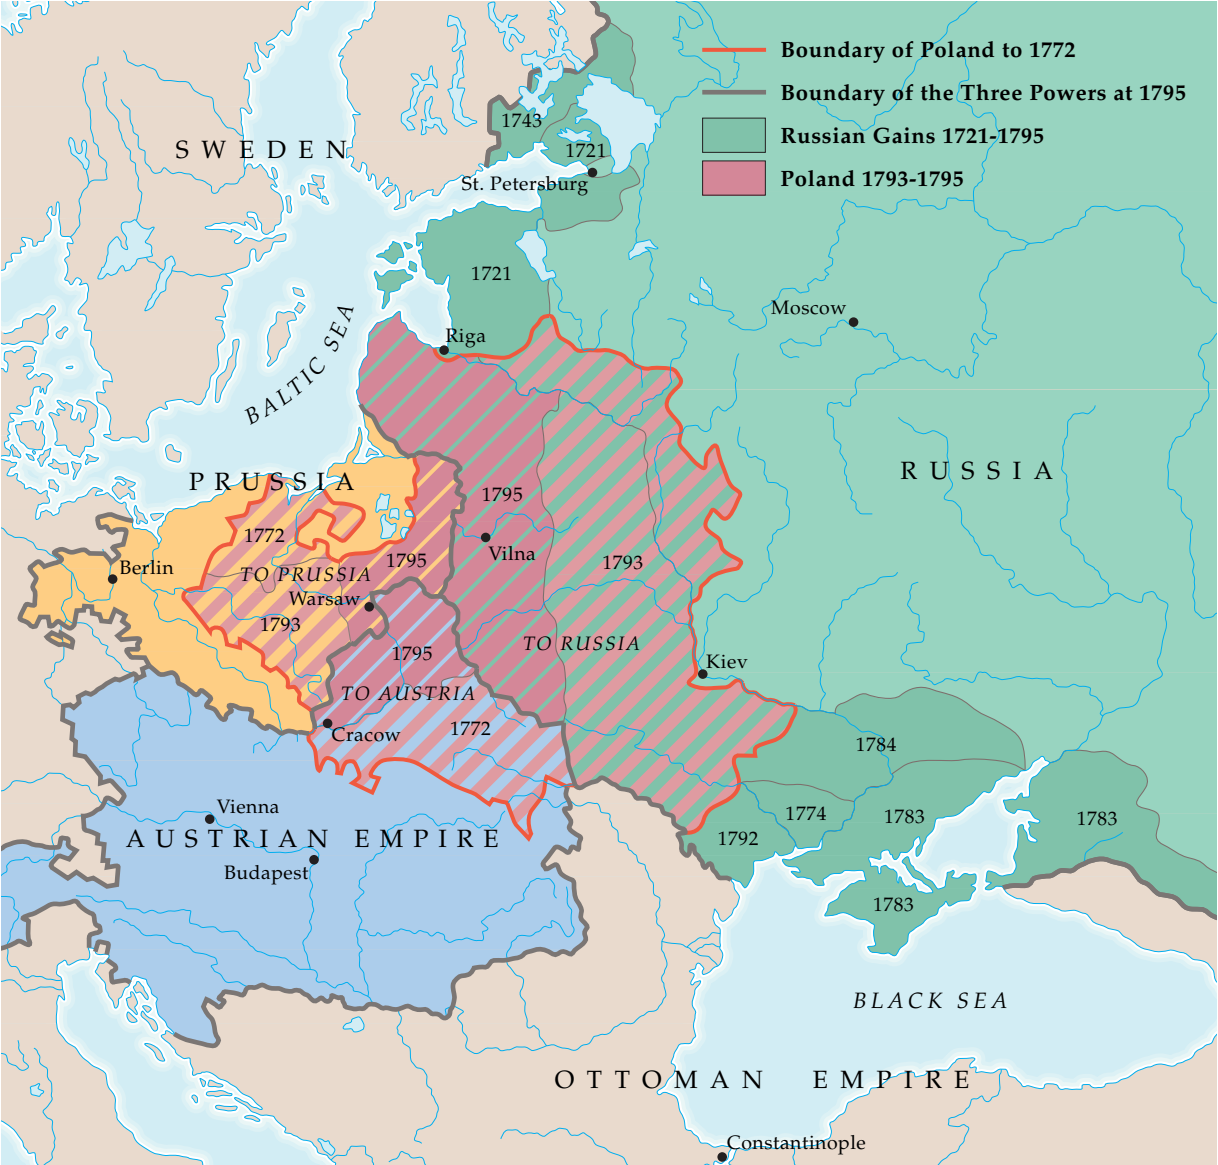 Boundary of Poland to 1772
Boundary of the Three Powers at 1795
Russian Gains 1721-1795
Poland 1793-1795
1743
SWEDEN
1721
St. Petersburg
1721
Moscow
BALTIC SEA
Riga
RUSSIA
PRUSSIA
1795
1772
Vilna
1795
1793
Berlin
TO PRUSSIA
Warsaw
1793
TO RUSSIA
1795
Kiev
TO AUSTRIA
1772
Cracow
1784
Vienna
1774
1783
1783
AUSTRIAN EMPIRE
1792
Budapest
1783
BLACK SEA
OTTOMAN EMPIRE
Constantinople